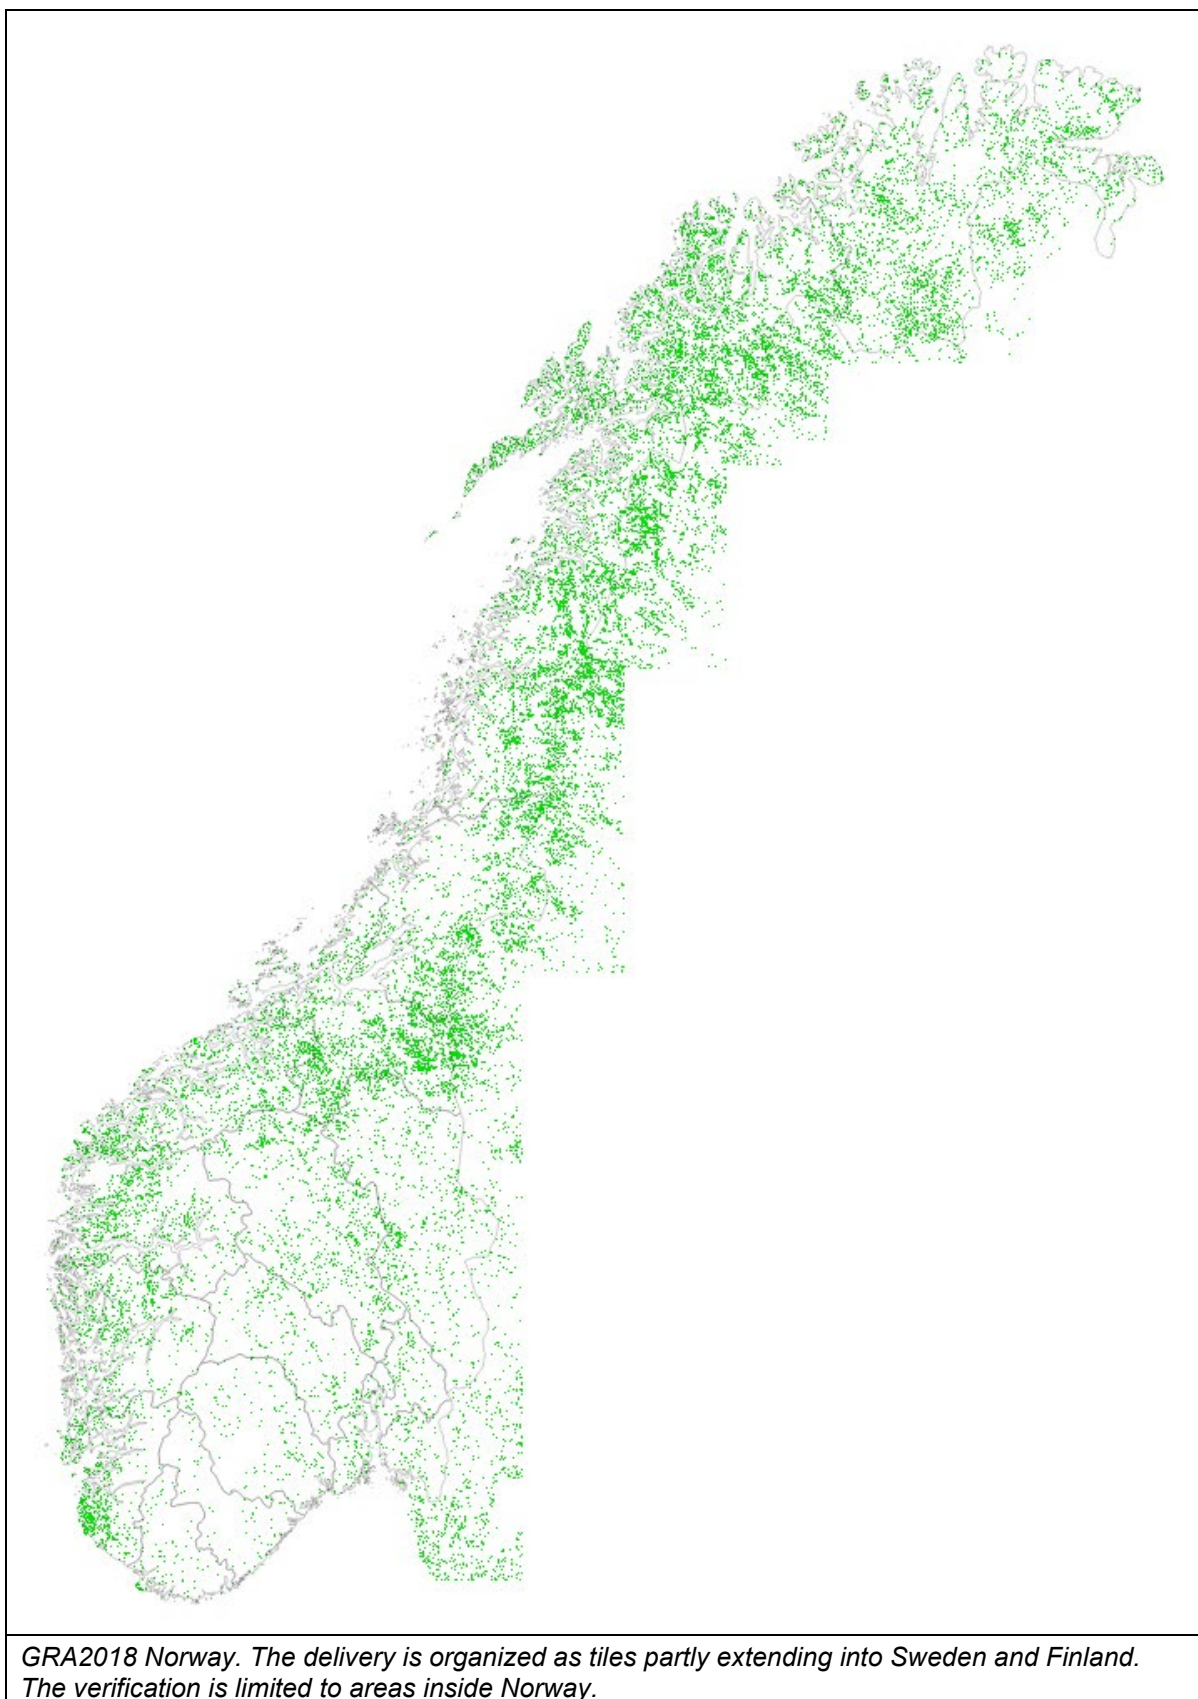 GRA2018 Norway. The delivery is organized as tiles partly extending into Sweden and Finland.
The verification is limited to areas inside Norway.